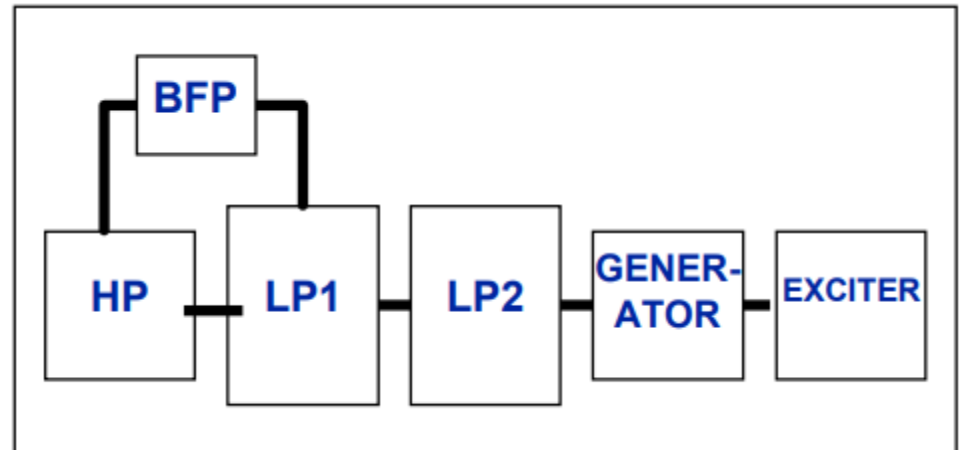 BFP
HP
LP1
LP2
GENER-
ATOR
EXCITER